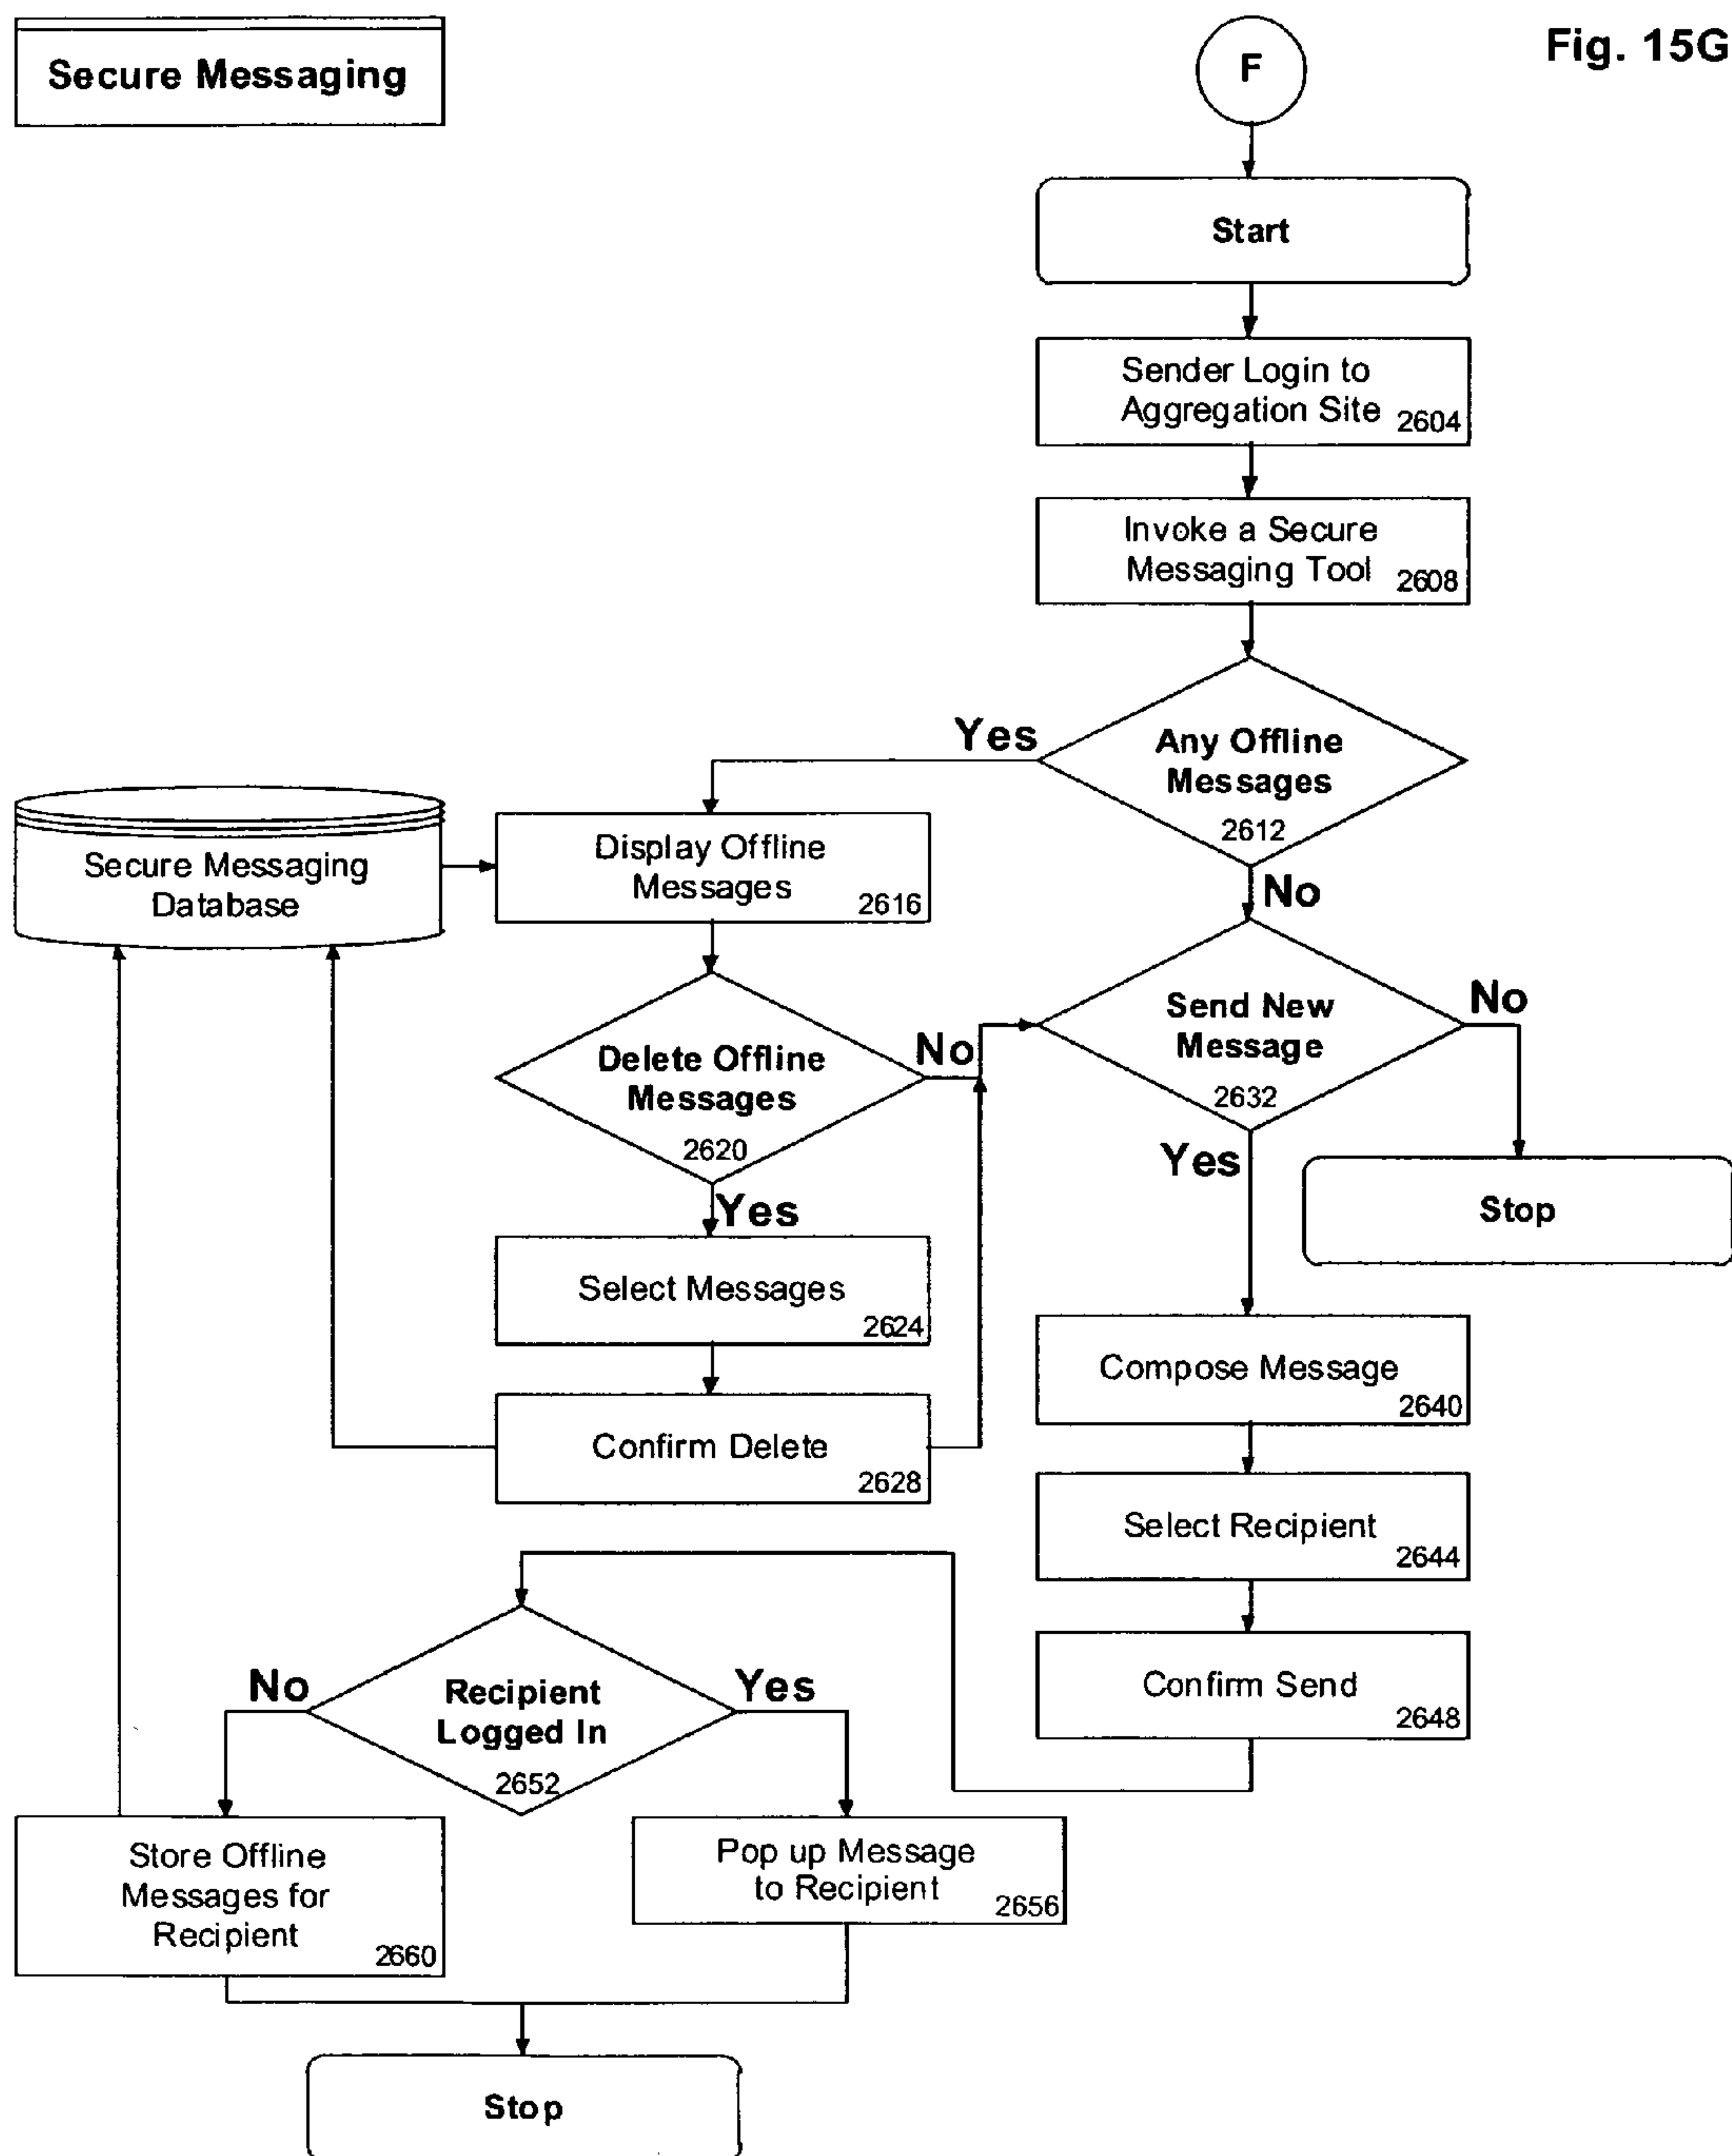 Secure Messaging
Fig. 15G
F
Start
Sender Login to
Aggregation Site 2604
Invoke a Secure
Messaging Tool 2608
Yes
Any Offline
Messages
2612
No
Secure Messaging
Database
Display Offline
Messages
2616
Delete Offline
Messages
2620
No
Yes
Send New
Message
2632
No
Yes
Stop
Select Messages
2624
Confirm Delete
2628
Compose Message
2640
Select Recipient
2644
Confirm Send
2648
No
Recipient
Logged In
2652
Yes
Store Offline
Messages for
Recipient
2660
Pop up Message
to Recipient
2656
Stop